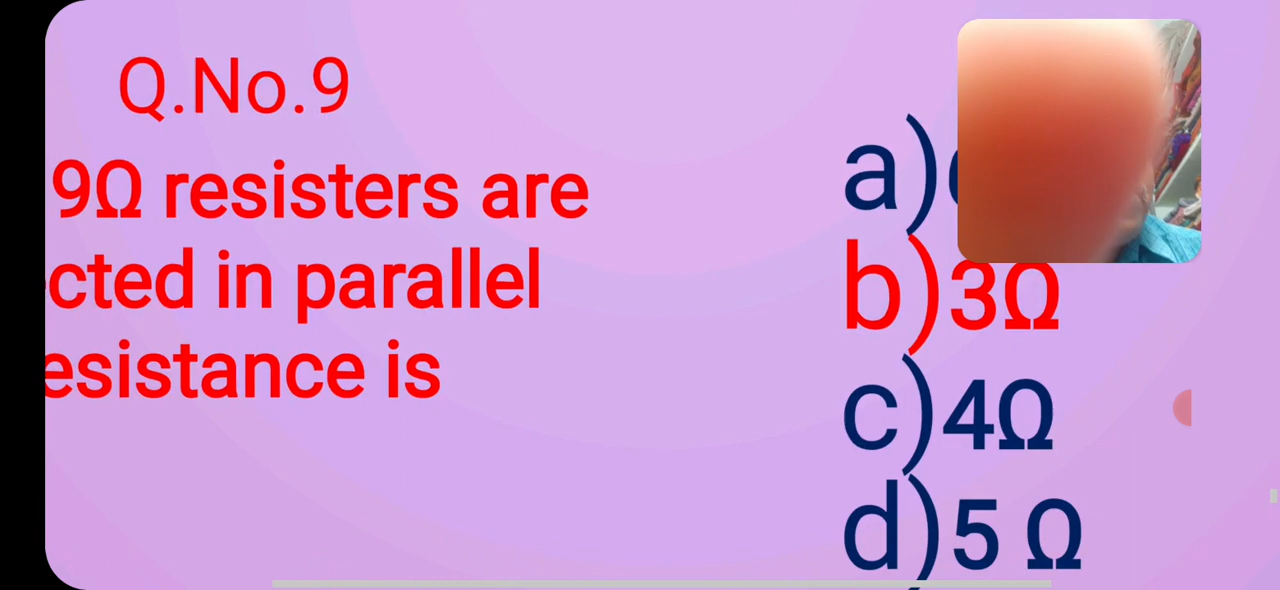 Q.No.9
9Ω resisters are
cted in parallel
esistance is
a)
b)3Ω
c)4Ω
d)5 Ω